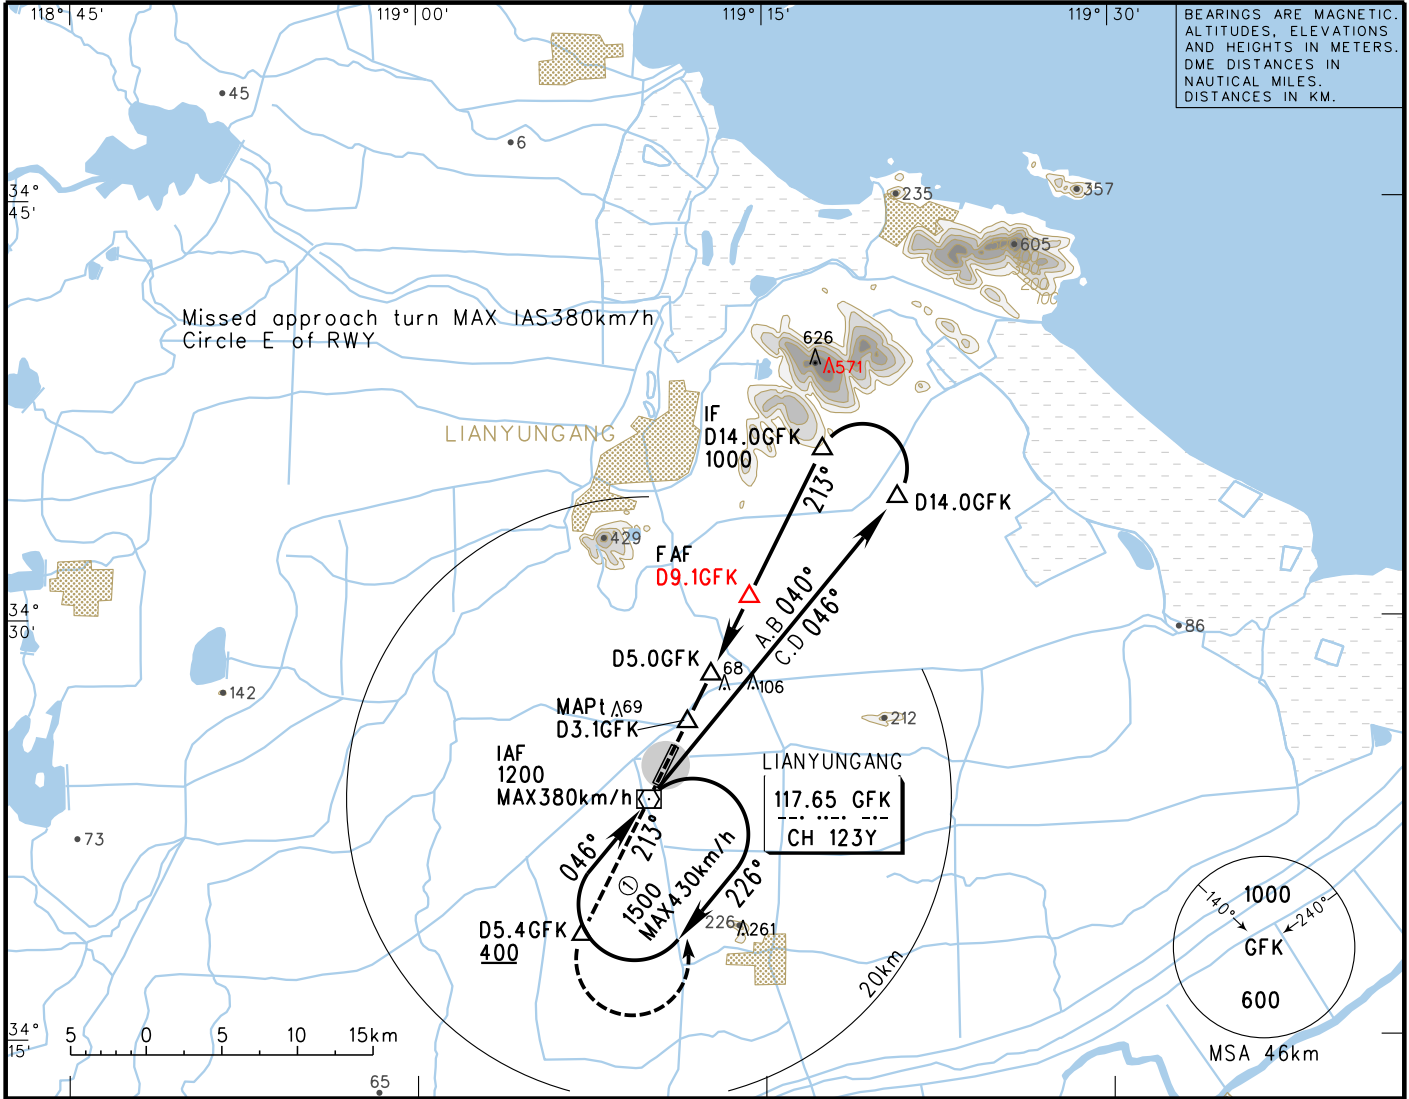 118° 45'
119° 00'
119° 15'
119° 30'
BEARINGS ARE MAGNETIC.
ALTITUDES, ELEVATIONS
AND HEIGHTS IN METERS.
DME DISTANCES IN
NAUTICAL MILES.
DISTANCES IN KM.
45
6
34°
45'
235
357
605
200
100
Missed approach turn MAX IAS380km/h
Circle E of RWY
626
571
LIANYUNGANG
IF
D14.0GFK
1000
213°
D14.0GFK
429
FAF
D9.1GFK
A.B 040°
C.D 046°
34°
30'
86
D5.0GFK
68
106
142
MAPt 69
D3.1GFK
212
IAF
1200
MAX380km/h
LIANYUNGANG
117.65 GFK
--· ··-· -·-
CH 123Y
73
046°
213°
① 1500
MAX430km/h
226°
D5.4GFK
400
226
261
20km
1000
140°
240°
GFK
600
MSA 46km
34°
15'
5 0 5 10 15km
65